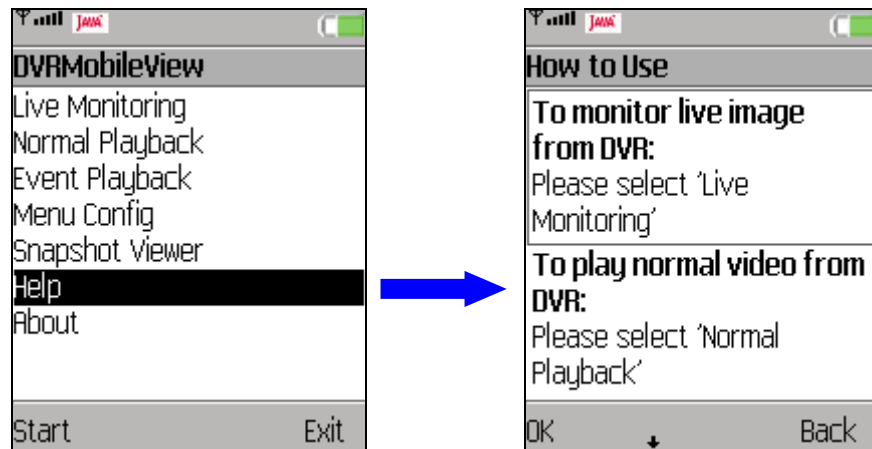 JAVA
DVRMobileView
Live Monitoring
Normal Playback
Event Playback
Menu Config
Snapshot Viewer
Help
About
Start Exit
JAVA
How to Use
To monitor live image
from DVR:
Please select 'Live
Monitoring'
To play normal video from
DVR:
Please select 'Normal
Playback'
OK Back